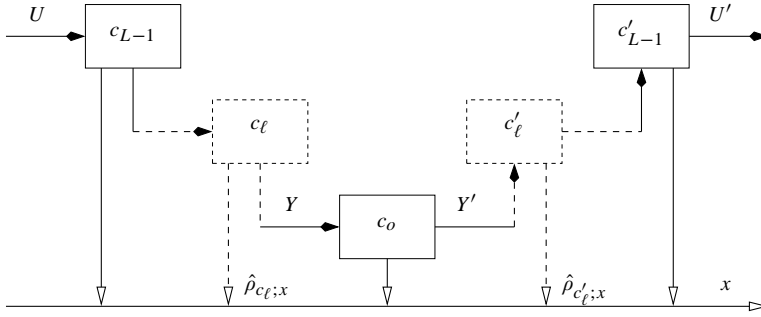 U
U′
c_{L−1}
c′_{L−1}
c_ℓ
c′_ℓ
Y
Y′
c_o
ρ̂_{c_ℓ;x}
ρ̂_{c′_ℓ;x}
x